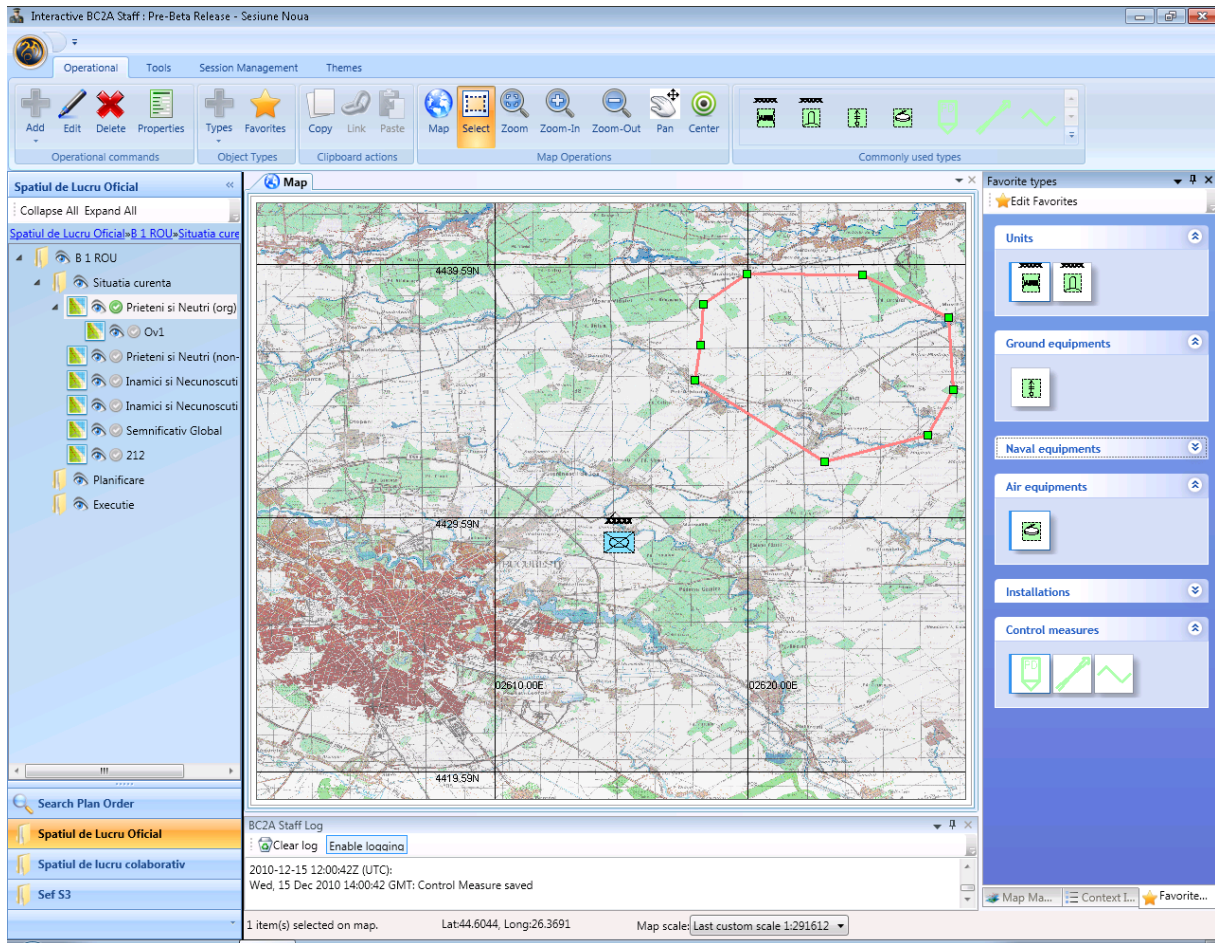 Interactive BC2A Staff : Pre-Beta Release - Sesiune Noua
Operational Tools Session Management Themes
Add Edit Delete Properties Types Favorites Copy Link Paste Map Select Zoom Zoom-In Zoom-Out Pan Center
Operational commands Object Types Clipboard actions Map Operations Commonly used types
Spatiul de Lucru Oficial
Collapse All Expand All
Spatiul de Lucru Oficial»B 1 ROU»Situatia cure
B 1 ROU
Situatia curenta
Prieteni si Neutri (org)
Ov1
Prieteni si Neutri (non-
Inamici si Necunoscuti
Inamici si Necunoscuti
Semnificativ Global
212
Planificare
Executie
Search Plan Order
Spatiul de Lucru Oficial
Spatiul de lucru colaborativ
Sef S3
Map
4439.59N
4429.59N
BUCUREŞTI
02610.00E
02620.00E
4419.59N
BC2A Staff Log
Clear log Enable logging
2010-12-15 12:00:42Z (UTC):
Wed, 15 Dec 2010 14:00:42 GMT: Control Measure saved
1 item(s) selected on map. Lat:44.6044, Long:26.3691 Map scale: Last custom scale 1:291612
Favorite types
Edit Favorites
Units
Ground equipments
Naval equipments
Air equipments
Installations
Control measures
Map Ma... Context I... Favorite...